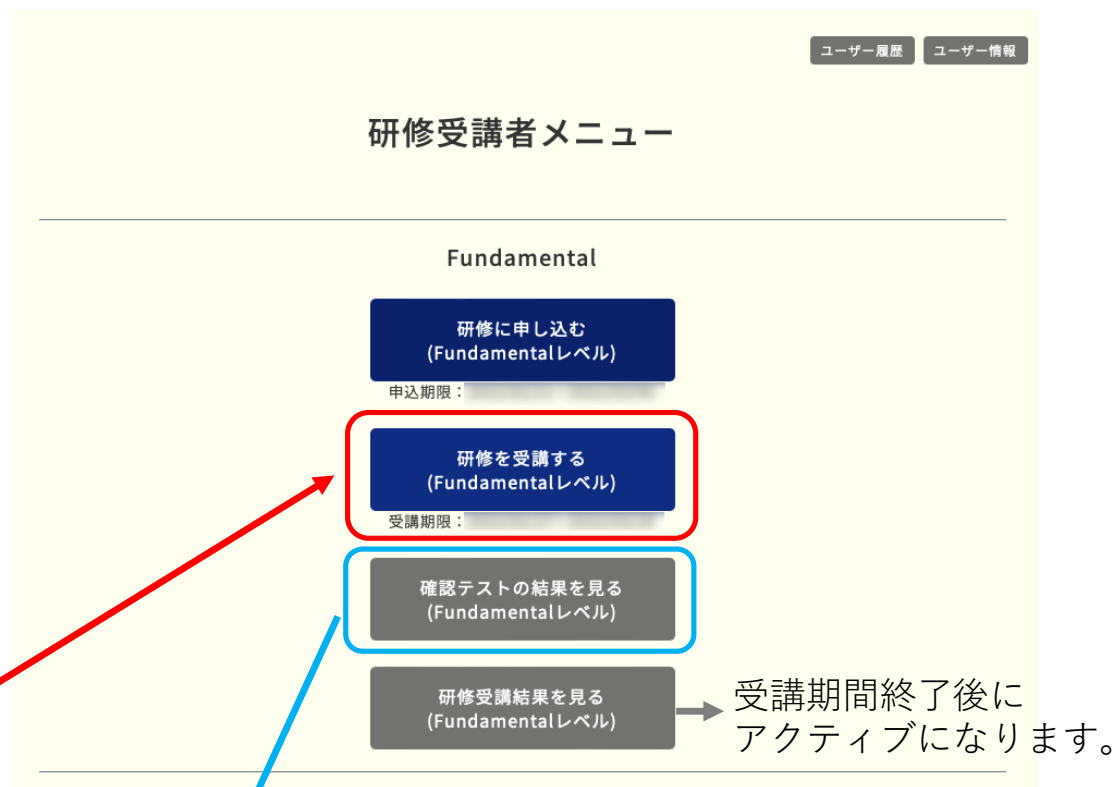 ユーザー履歴 ユーザー情報
研修受講者メニュー
Fundamental
研修に申し込む
(Fundamentalレベル)
申込期限：
研修を受講する
(Fundamentalレベル)
受講期限：
確認テストの結果を見る
(Fundamentalレベル)
研修受講結果を見る
(Fundamentalレベル)
受講期間終了後に
アクティブになります。